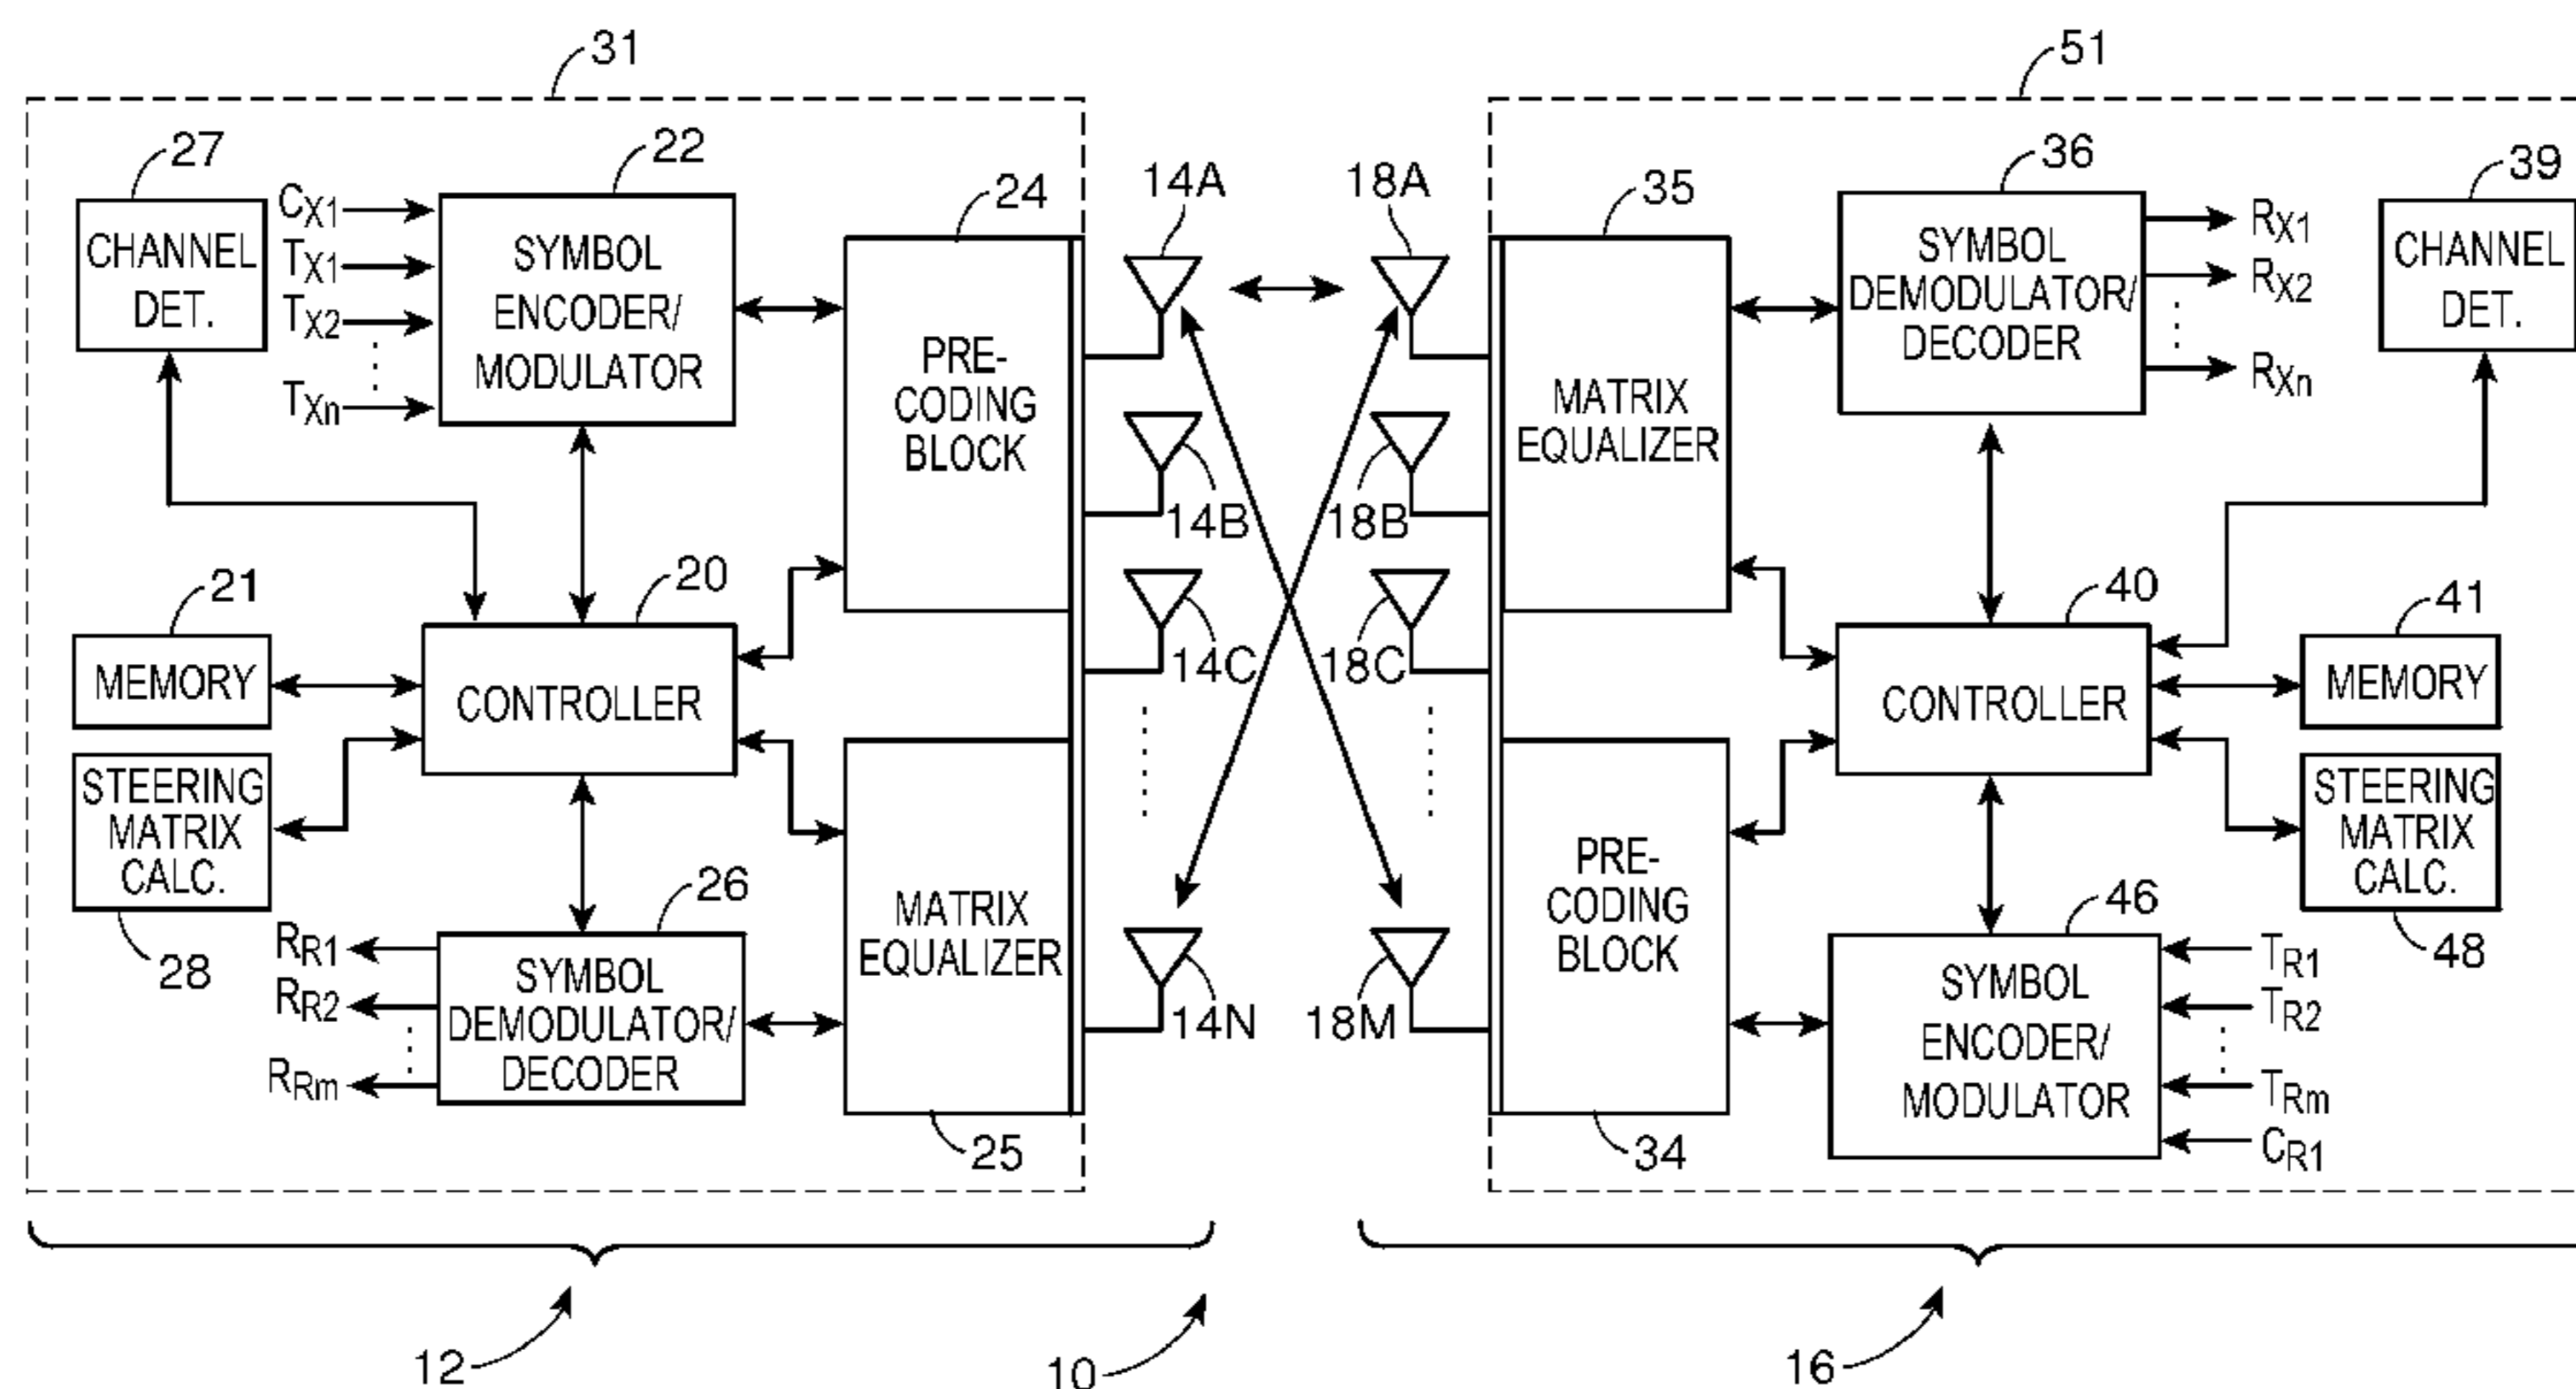 31
51
27
22
24
14A
18A
35
36
39
CHANNEL
DET.
CX1
TX1
TX2
TXn
SYMBOL
ENCODER/
MODULATOR
PRE-
CODING
BLOCK
14B
14C
14N
18B
18C
18M
MATRIX
EQUALIZER
SYMBOL
DEMODULATOR/
DECODER
RX1
RX2
RXn
CHANNEL
DET.
21
MEMORY
20
CONTROLLER
40
CONTROLLER
41
MEMORY
STEERING
MATRIX
CALC.
28
26
RR1
RR2
RRm
SYMBOL
DEMODULATOR/
DECODER
MATRIX
EQUALIZER
25
PRE-
CODING
BLOCK
34
46
SYMBOL
ENCODER/
MODULATOR
STEERING
MATRIX
CALC.
48
TR1
TR2
TRm
CR1
12
10
16